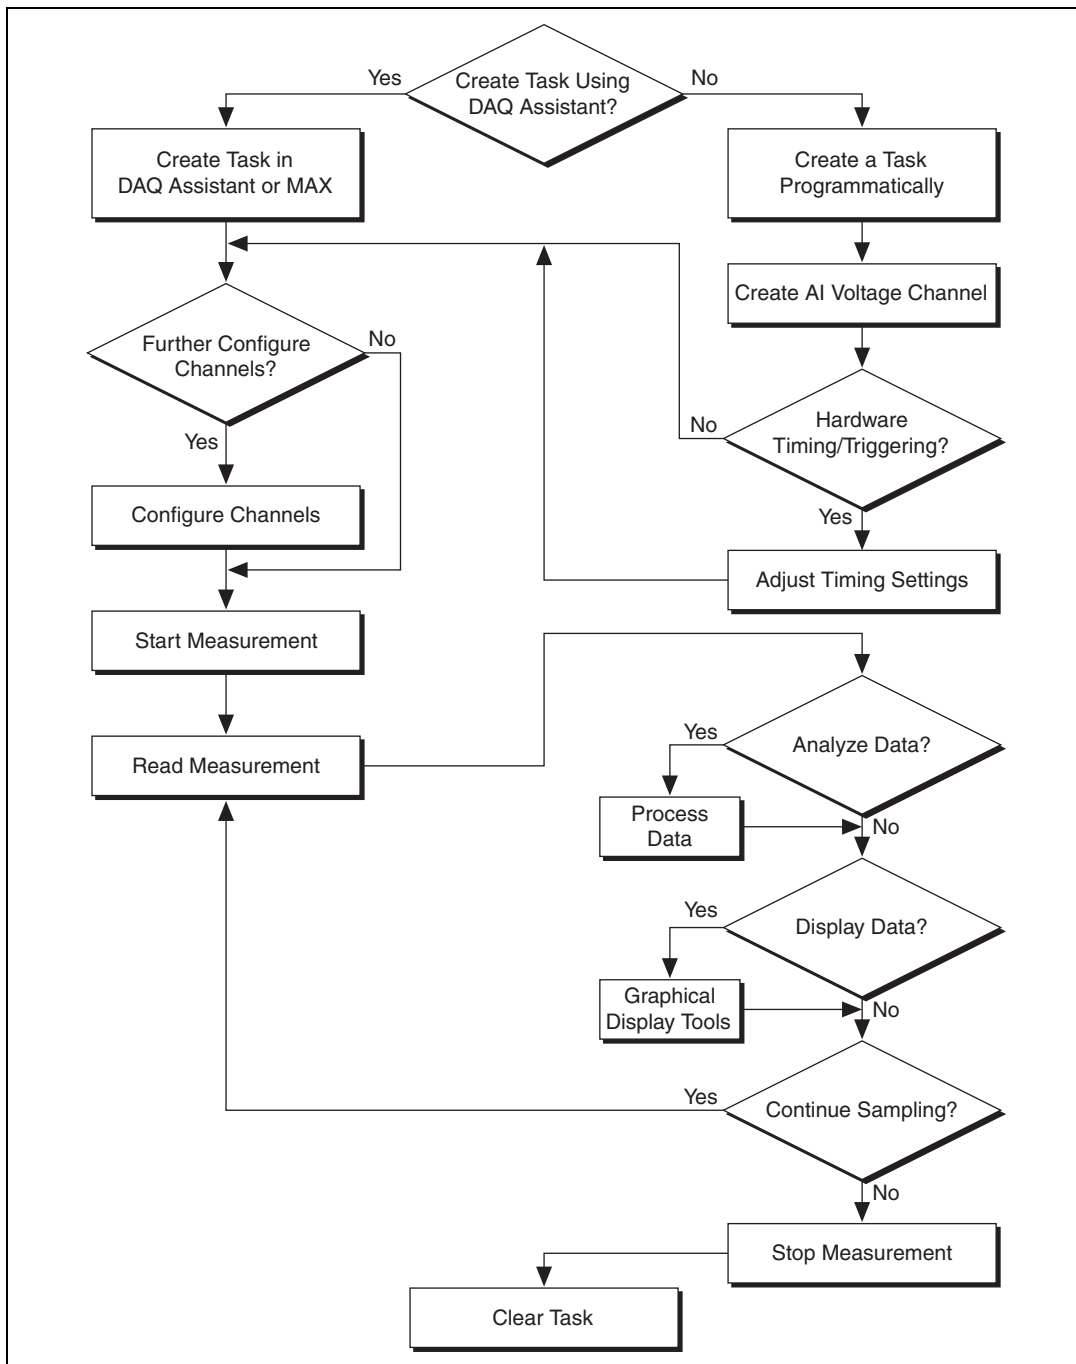 Create Task Using
DAQ Assistant?
Yes
No
Create Task in
DAQ Assistant or MAX
Create a Task
Programmatically
Create AI Voltage Channel
Further Configure
Channels?
No
Yes
Hardware
Timing/Triggering?
No
Yes
Configure Channels
Adjust Timing Settings
Start Measurement
Read Measurement
Analyze Data?
Yes
No
Process
Data
Display Data?
Yes
No
Graphical
Display Tools
Continue Sampling?
Yes
No
Stop Measurement
Clear Task